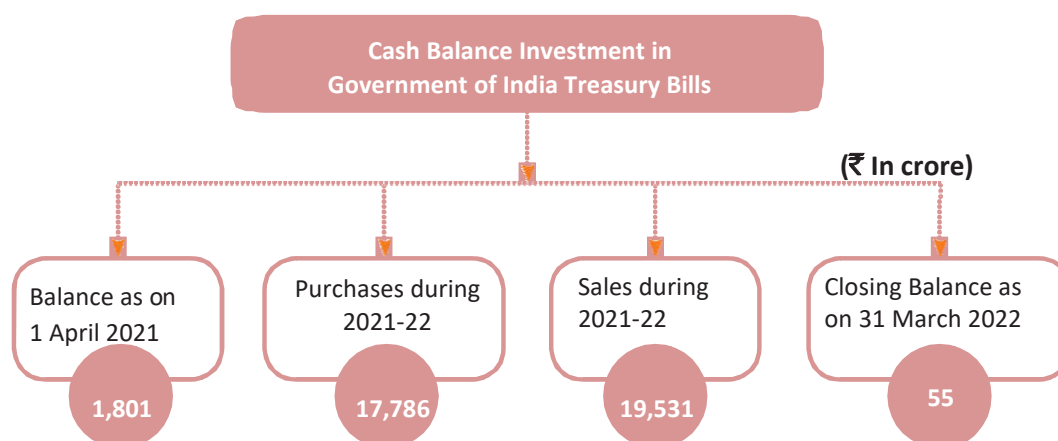 Cash Balance Investment in
Government of India Treasury Bills
(₹ In crore)
Balance as on
1 April 2021
1,801
Purchases during
2021-22
17,786
Sales during
2021-22
19,531
Closing Balance as
on 31 March 2022
55